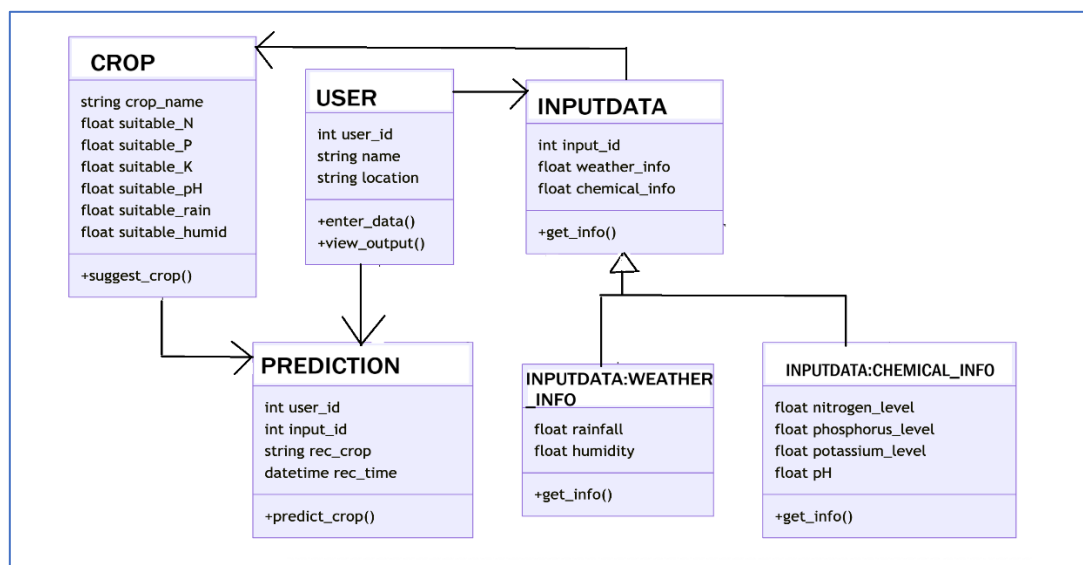 CROP
string crop_name
float suitable_N
float suitable_P
float suitable_K
float suitable_pH
float suitable_rain
float suitable_humid
+suggest_crop()
USER
int user_id
string name
string location
+enter_data()
+view_output()
INPUTDATA
int input_id
float weather_info
float chemical_info
+get_info()
PREDICTION
int user_id
int input_id
string rec_crop
datetime rec_time
+predict_crop()
INPUTDATA:WEATHER
_INFO
float rainfall
float humidity
+get_info()
INPUTDATA:CHEMICAL_INFO
float nitrogen_level
float phosphorus_level
float potassium_level
float pH
+get_info()